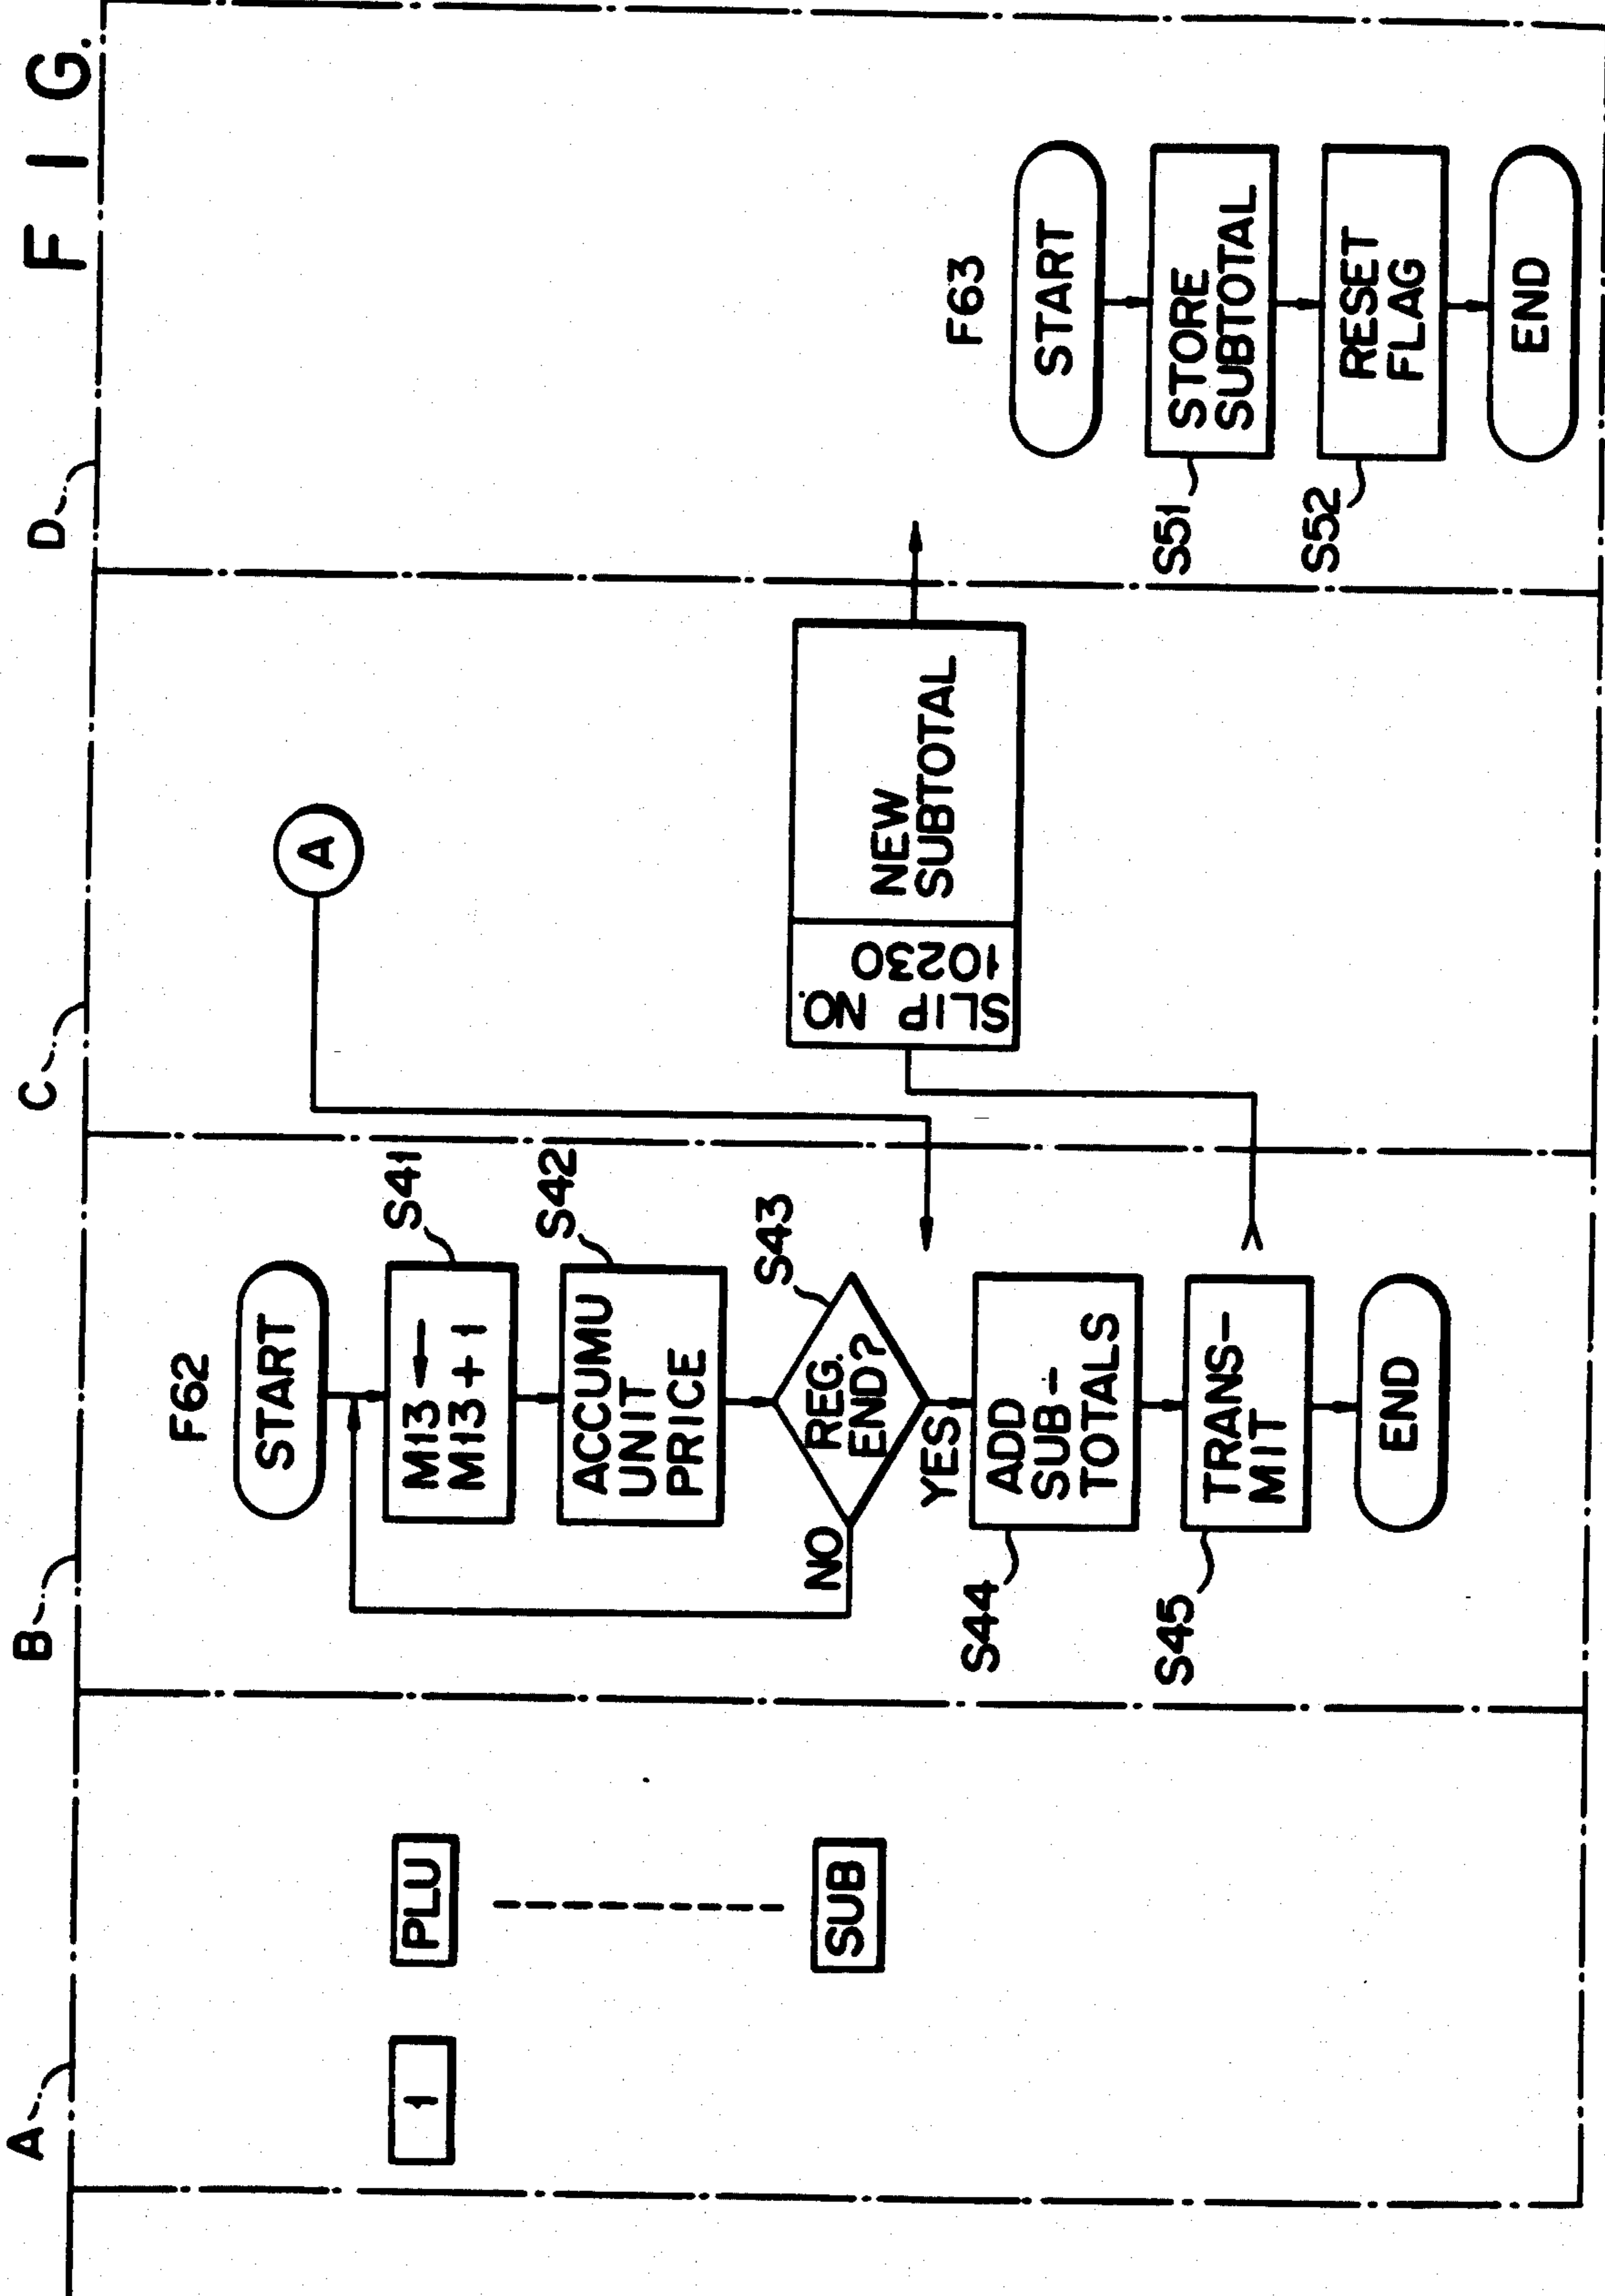 F I G.
A
B
C
D
1
PLU
SUB
F62
START
S41
M13 ←
M13 + 1
S42
ACCUMU
UNIT
PRICE
S43
REG.
END?
NO
YES
S44
ADD
SUB-
TOTALS
S45
TRANS-
MIT
END
A
SLIP NO.
10230
NEW
SUBTOTAL
F63
START
S51
STORE
SUBTOTAL
S52
RESET
FLAG
END